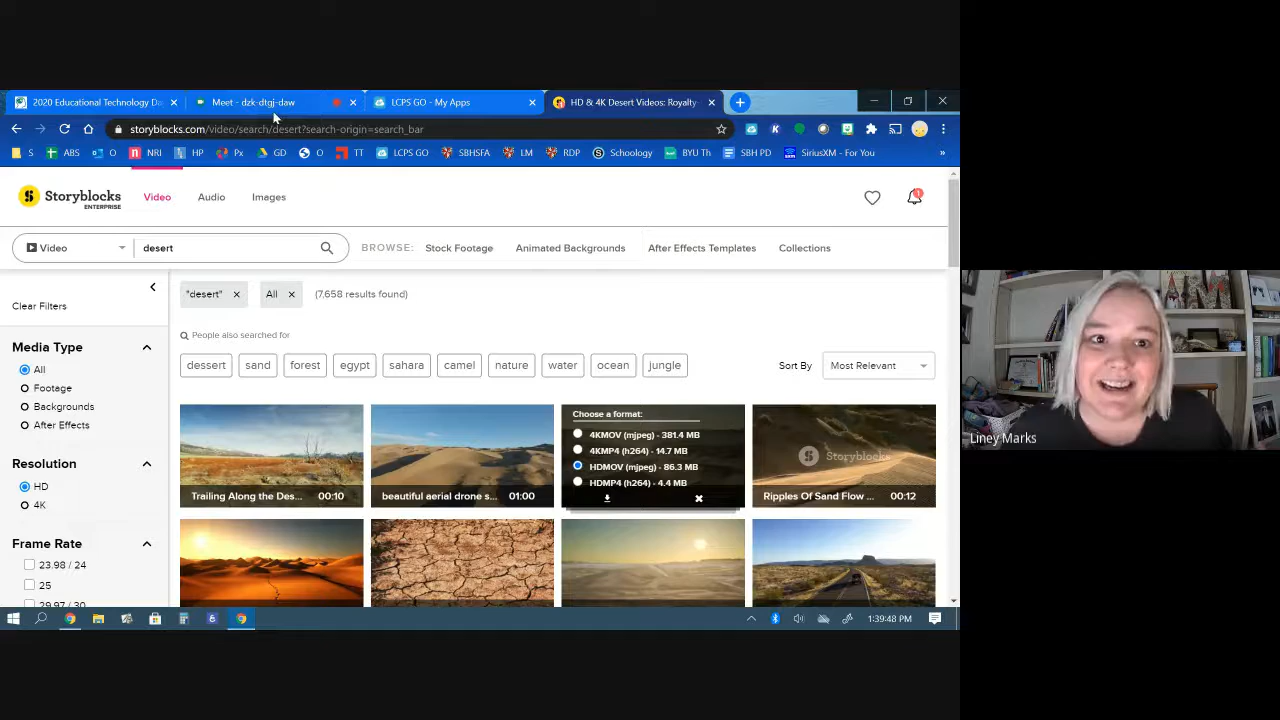 2020 Educational Technology Da
Meet - dzk-dtgj-daw
LCPS GO - My Apps
HD & 4K Desert Videos: Royalty
storyblocks.com/video/search/desert?search-origin=search_bar
S ABS O NRI HP Px GD O TT LCPS GO SBHSFA LM RDP Schoology BYU Th SBH PD SiriusXM - For You »
Storyblocks
ENTERPRISE
Video Audio Images
1
Video desert BROWSE: Stock Footage Animated Backgrounds After Effects Templates Collections
Clear Filters
"desert" × All × (7,658 results found)
People also searched for
dessert sand forest egypt sahara camel nature water ocean jungle Sort By Most Relevant
Media Type
All
Footage
Backgrounds
After Effects
Resolution
HD
4K
Frame Rate
23.98 / 24
25
29.97 / 30
Trailing Along the Des... 00:10
beautiful aerial drone s... 01:00
Choose a format:
4KMOV (mjpeg) - 381.4 MB
4KMP4 (h264) - 14.7 MB
HDMOV (mjpeg) - 86.3 MB
HDMP4 (h264) - 4.4 MB
Storyblocks
Ripples Of Sand Flow ... 00:12
1:39:48 PM
Liney Marks